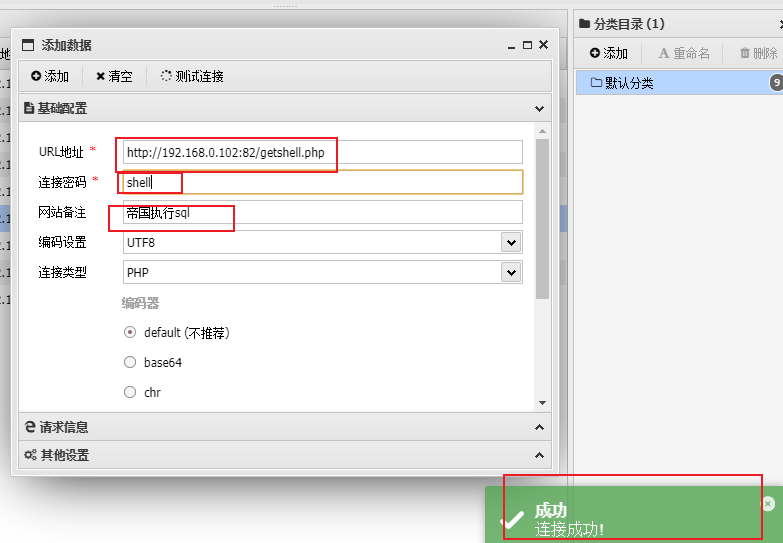 添加数据
添加 清空 测试连接
基础配置
URL地址 * http://192.168.0.102:82/getshell.php
连接密码 * shell
网站备注 帝国执行sql
编码设置 UTF8
连接类型 PHP
编码器
default (不推荐)
base64
chr
请求信息
其他设置
分类目录 (1)
添加 重命名 删除
默认分类 9
成功
连接成功!